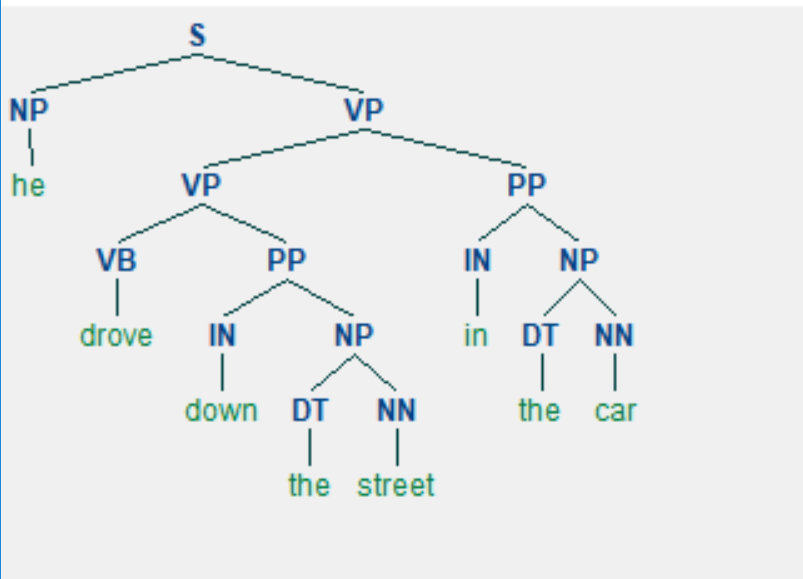 S
NP VP
he VP PP
VB PP IN NP
drove IN NP in DT NN
down DT NN the car
the street